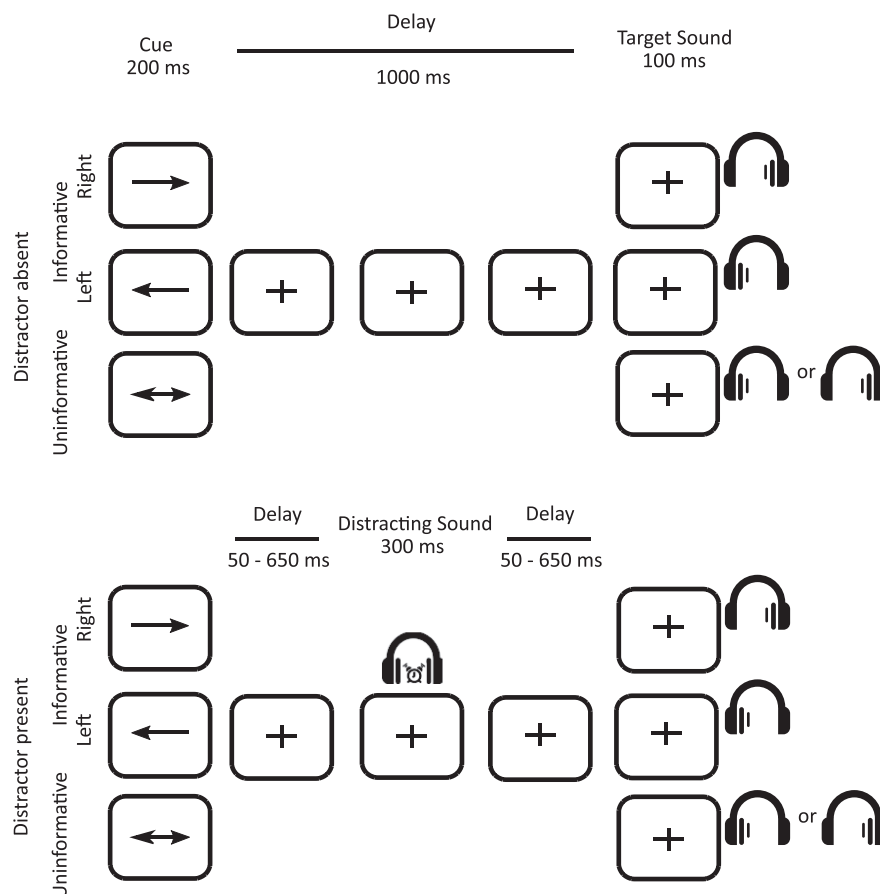 Delay
Cue
200 ms
1000 ms
Target Sound
100 ms
Distractor absent
Informative
Right
Left
Uninformative
or
Delay
50 - 650 ms
Distracting Sound
300 ms
Delay
50 - 650 ms
Distractor present
Informative
Right
Left
Uninformative
or